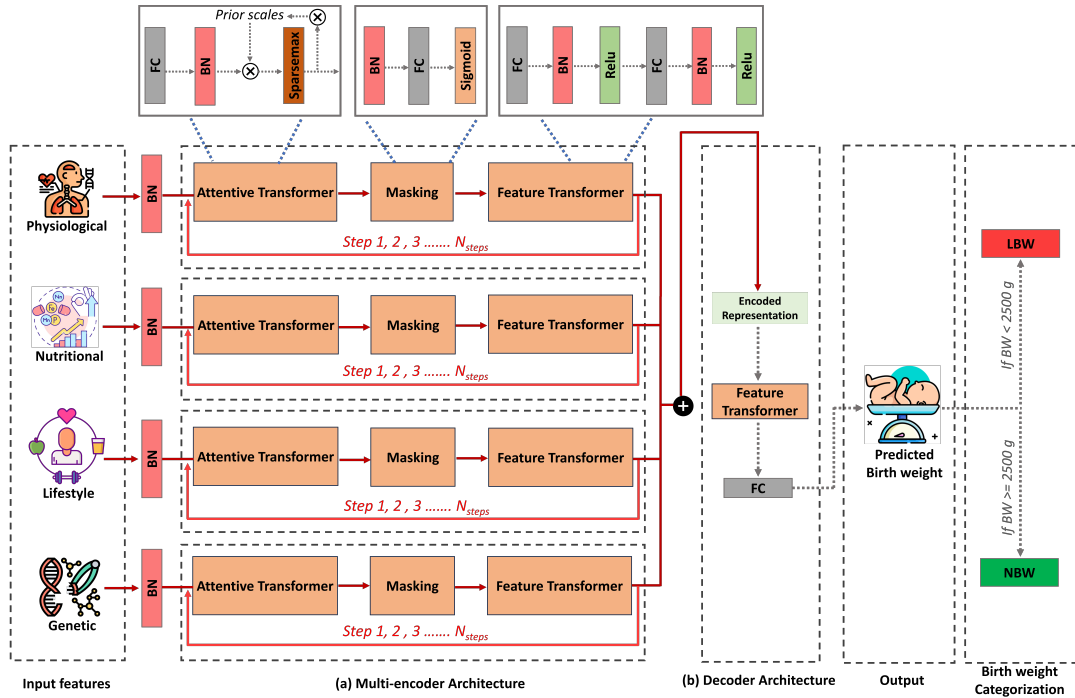 Prior scales
FC
BN
Sparsemax
BN
FC
Sigmoid
FC
BN
Relu
FC
BN
Relu
Physiological
BN
Attentive Transformer
Masking
Feature Transformer
Step 1, 2 , 3 ……. Nsteps
Nutritional
BN
Attentive Transformer
Masking
Feature Transformer
Step 1, 2 , 3 ……. Nsteps
Lifestyle
BN
Attentive Transformer
Masking
Feature Transformer
Step 1, 2 , 3 ……. Nsteps
Genetic
BN
Attentive Transformer
Masking
Feature Transformer
Step 1, 2 , 3 ……. Nsteps
Encoded
Representation
Feature
Transformer
FC
Predicted
Birth weight
LBW
If BW < 2500 g
If BW >= 2500 g
NBW
Input features
(a) Multi-encoder Architecture
(b) Decoder Architecture
Output
Birth weight
Categorization